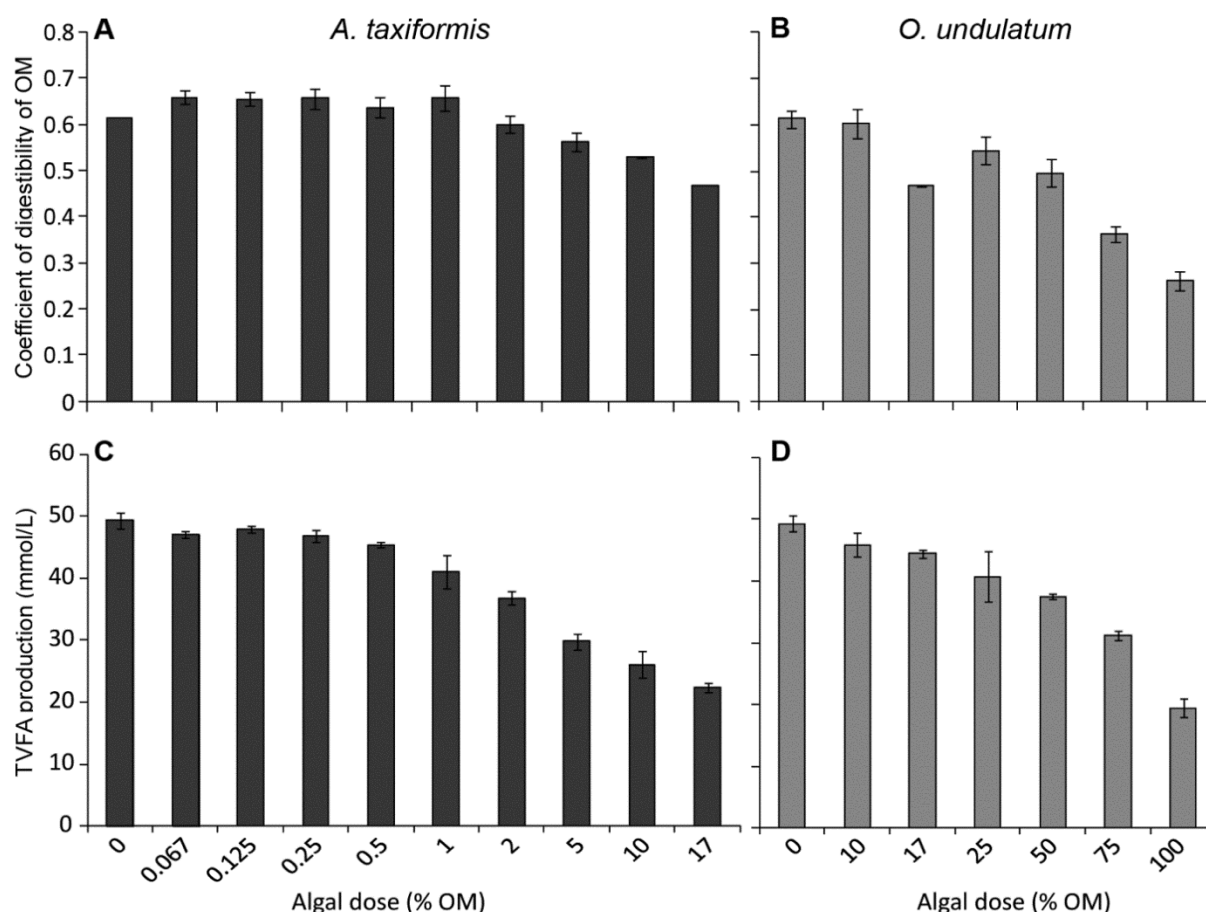 A
A. taxiformis
B
O. undulatum
Coefficient of digestibility of OM
0.8
0.7
0.6
0.5
0.4
0.3
0.2
0.1
0
C
D
TVFA production (mmol/L)
60
50
40
30
20
10
0
0 0.067 0.125 0.25 0.5 1 2 5 10 17
0 10 17 25 50 75 100
Algal dose (% OM)
Algal dose (% OM)